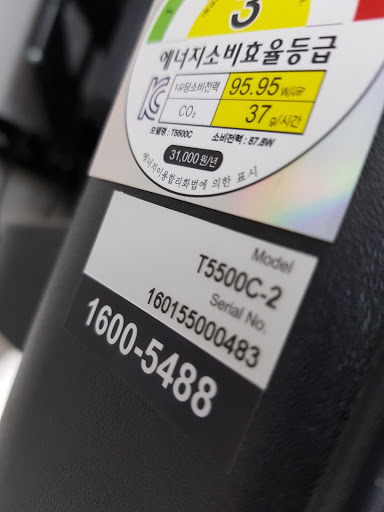 3
에너지소비효율등급
1시간소비전력 95.95 W/시간
CO₂ 37 g/시간
모델명 : T5500C 소비전력 : 87.8W
31,000원/년
에너지이용합리화법에 의한 표시
Model
T5500C-2
Serial No.
160155000483
1600-5488